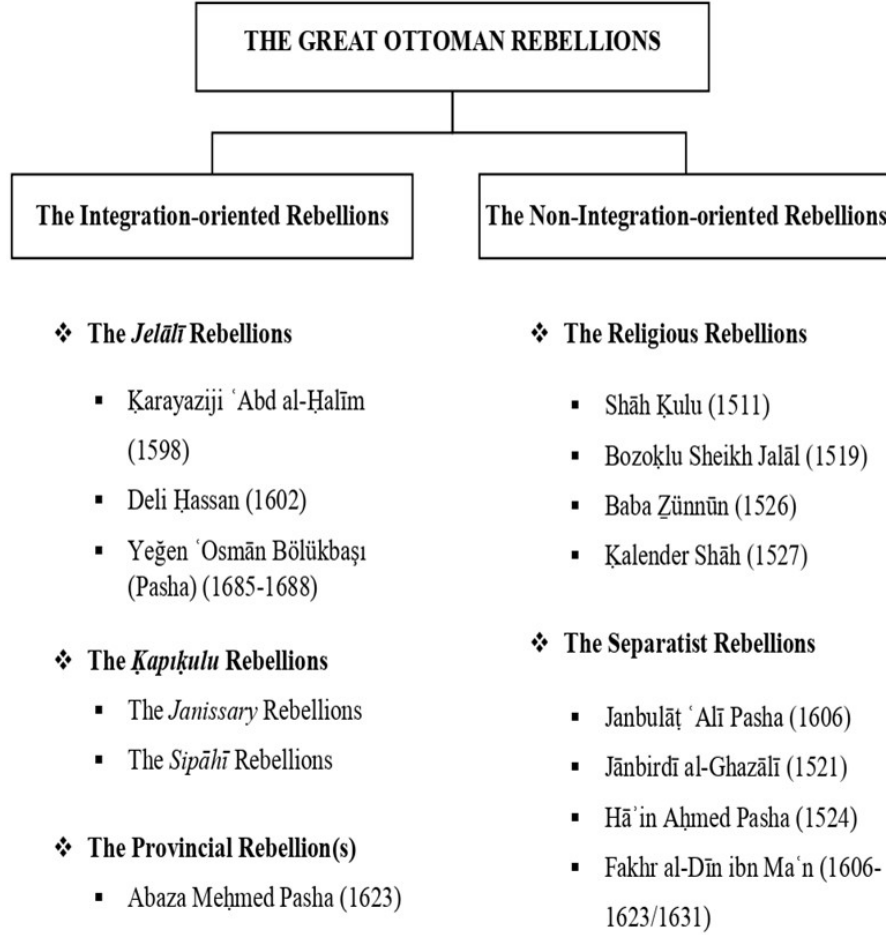 THE GREAT OTTOMAN REBELLIONS
The Integration-oriented Rebellions
❖ The Jelālī Rebellions
▪ Ḳarayaziji ʿAbd al-Ḥalīm
(1598)
▪ Deli Ḥassan (1602)
▪ Yeğen ʿOsmān Bölükbaşı
(Pasha) (1685-1688)
❖ The Ḳapıḳulu Rebellions
▪ The Janissary Rebellions
▪ The Sipāhī Rebellions
❖ The Provincial Rebellion(s)
▪ Abaza Meḥmed Pasha (1623)
The Non-Integration-oriented Rebellions
❖ The Religious Rebellions
▪ Shāh Ḳulu (1511)
▪ Bozoḳlu Sheikh Jalāl (1519)
▪ Baba Ẕünnūn (1526)
▪ Ḳalender Shāh (1527)
❖ The Separatist Rebellions
▪ Janbulāṭ ʿAlī Pasha (1606)
▪ Jānbirdī al-Ghazālī (1521)
▪ Hāʾin Aḥmed Pasha (1524)
▪ Fakhr al-Dīn ibn Maʿn (1606-
1623/1631)